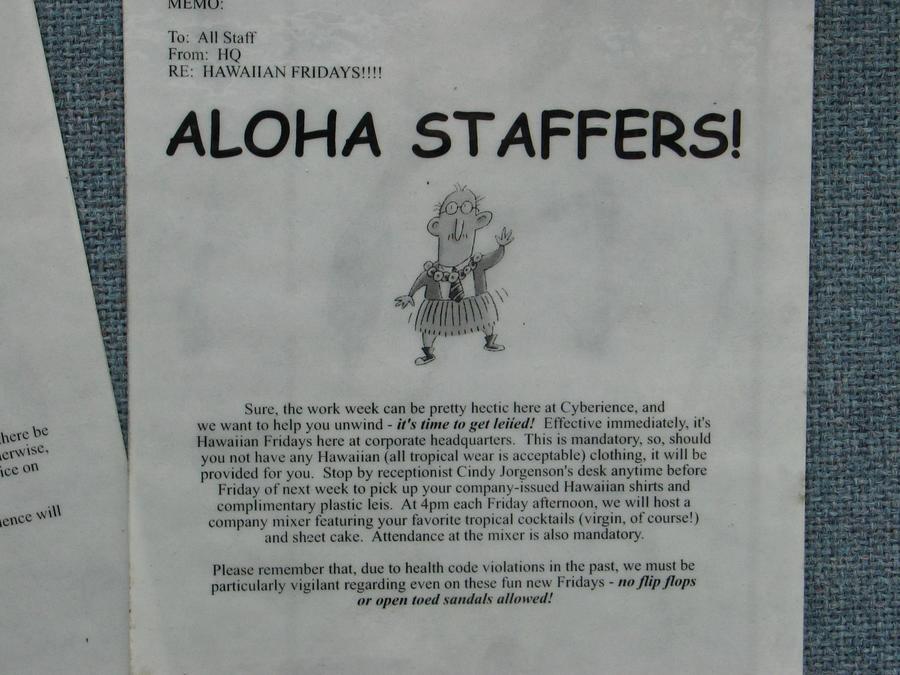 MEMO:
To: All Staff
From: HQ
RE: HAWAIIAN FRIDAYS!!!!
ALOHA STAFFERS!
Sure, the work week can be pretty hectic here at Cyberience, and
we want to help you unwind - it's time to get leiied! Effective immediately, it's
Hawaiian Fridays here at corporate headquarters. This is mandatory, so, should
you not have any Hawaiian (all tropical wear is acceptable) clothing, it will be
provided for you. Stop by receptionist Cindy Jorgenson's desk anytime before
Friday of next week to pick up your company-issued Hawaiian shirts and
complimentary plastic leis. At 4pm each Friday afternoon, we will host a
company mixer featuring your favorite tropical cocktails (virgin, of course!)
and sheet cake. Attendance at the mixer is also mandatory.
Please remember that, due to health code violations in the past, we must be
particularly vigilant regarding even on these fun new Fridays - no flip flops
or open toed sandals allowed!
here be
erwise,
ice on
ience will